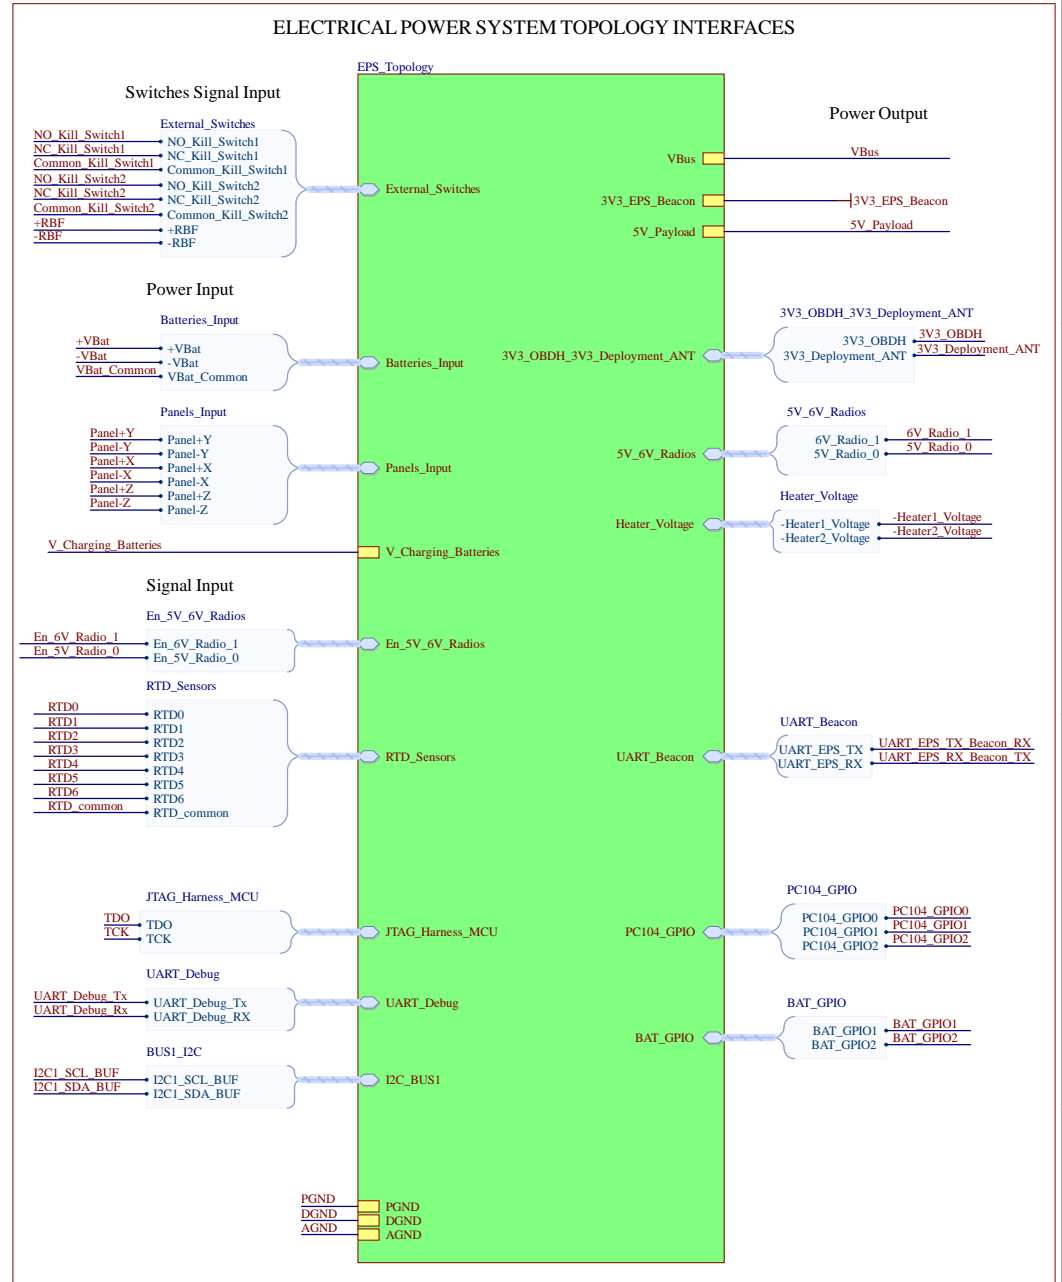 ELECTRICAL POWER SYSTEM TOPOLOGY INTERFACES
EPS_Topology
Switches Signal Input
External_Switches
NO_Kill_Switch1 NO_Kill_Switch1
NC_Kill_Switch1 NC_Kill_Switch1
Common_Kill_Switch1 Common_Kill_Switch1
NO_Kill_Switch2 NO_Kill_Switch2
NC_Kill_Switch2 NC_Kill_Switch2
Common_Kill_Switch2 Common_Kill_Switch2
+RBF +RBF
-RBF -RBF
External_Switches
Power Input
Batteries_Input
+VBat +VBat
-VBat -VBat
VBat_Common VBat_Common
Batteries_Input
Panels_Input
Panel+Y Panel+Y
Panel-Y Panel-Y
Panel+X Panel+X
Panel-X Panel-X
Panel+Z Panel+Z
Panel-Z Panel-Z
Panels_Input
V_Charging_Batteries V_Charging_Batteries
Signal Input
En_5V_6V_Radios
En_6V_Radio_1 En_6V_Radio_1
En_5V_Radio_0 En_5V_Radio_0
En_5V_6V_Radios
RTD_Sensors
RTD0 RTD0
RTD1 RTD1
RTD2 RTD2
RTD3 RTD3
RTD4 RTD4
RTD5 RTD5
RTD6 RTD6
RTD_common RTD_common
RTD_Sensors
JTAG_Harness_MCU
TDO TDO
TCK TCK
JTAG_Harness_MCU
UART_Debug
UART_Debug_Tx UART_Debug_Tx
UART_Debug_Rx UART_Debug_RX
UART_Debug
BUS1_I2C
I2C1_SCL_BUF I2C1_SCL_BUF
I2C1_SDA_BUF I2C1_SDA_BUF
I2C_BUS1
PGND PGND
DGND DGND
AGND AGND
Power Output
VBus VBus
3V3_EPS_Beacon 3V3_EPS_Beacon
5V_Payload 5V_Payload
3V3_OBDH_3V3_Deployment_ANT
3V3_OBDH_3V3_Deployment_ANT
3V3_OBDH 3V3_OBDH
3V3_Deployment_ANT 3V3_Deployment_ANT
5V_6V_Radios
5V_6V_Radios
6V_Radio_1 6V_Radio_1
5V_Radio_0 5V_Radio_0
Heater_Voltage
Heater_Voltage
-Heater1_Voltage -Heater1_Voltage
-Heater2_Voltage -Heater2_Voltage
UART_Beacon
UART_Beacon
UART_EPS_TX UART_EPS_TX_Beacon_RX
UART_EPS_RX UART_EPS_RX_Beacon_TX
PC104_GPIO
PC104_GPIO
PC104_GPIO0 PC104_GPIO0
PC104_GPIO1 PC104_GPIO1
PC104_GPIO2 PC104_GPIO2
BAT_GPIO
BAT_GPIO
BAT_GPIO1 BAT_GPIO1
BAT_GPIO2 BAT_GPIO2